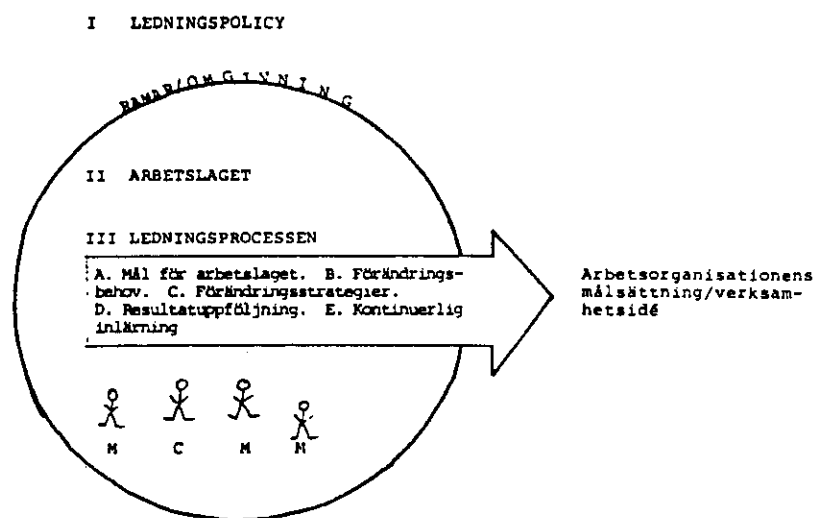 I LEDNINGSPOLICY
RAMAR/OMGIVNING
II ARBETSLAGET
III LEDNINGSPROCESSEN
A. Mål för arbetslaget. B. Förändrings-
behov. C. Förändringsstrategier.
D. Resultatuppföljning. E. Kontinuerlig
inlärning
Arbetsorganisationens
målsättning/verksam-
hetsidé
M C M M